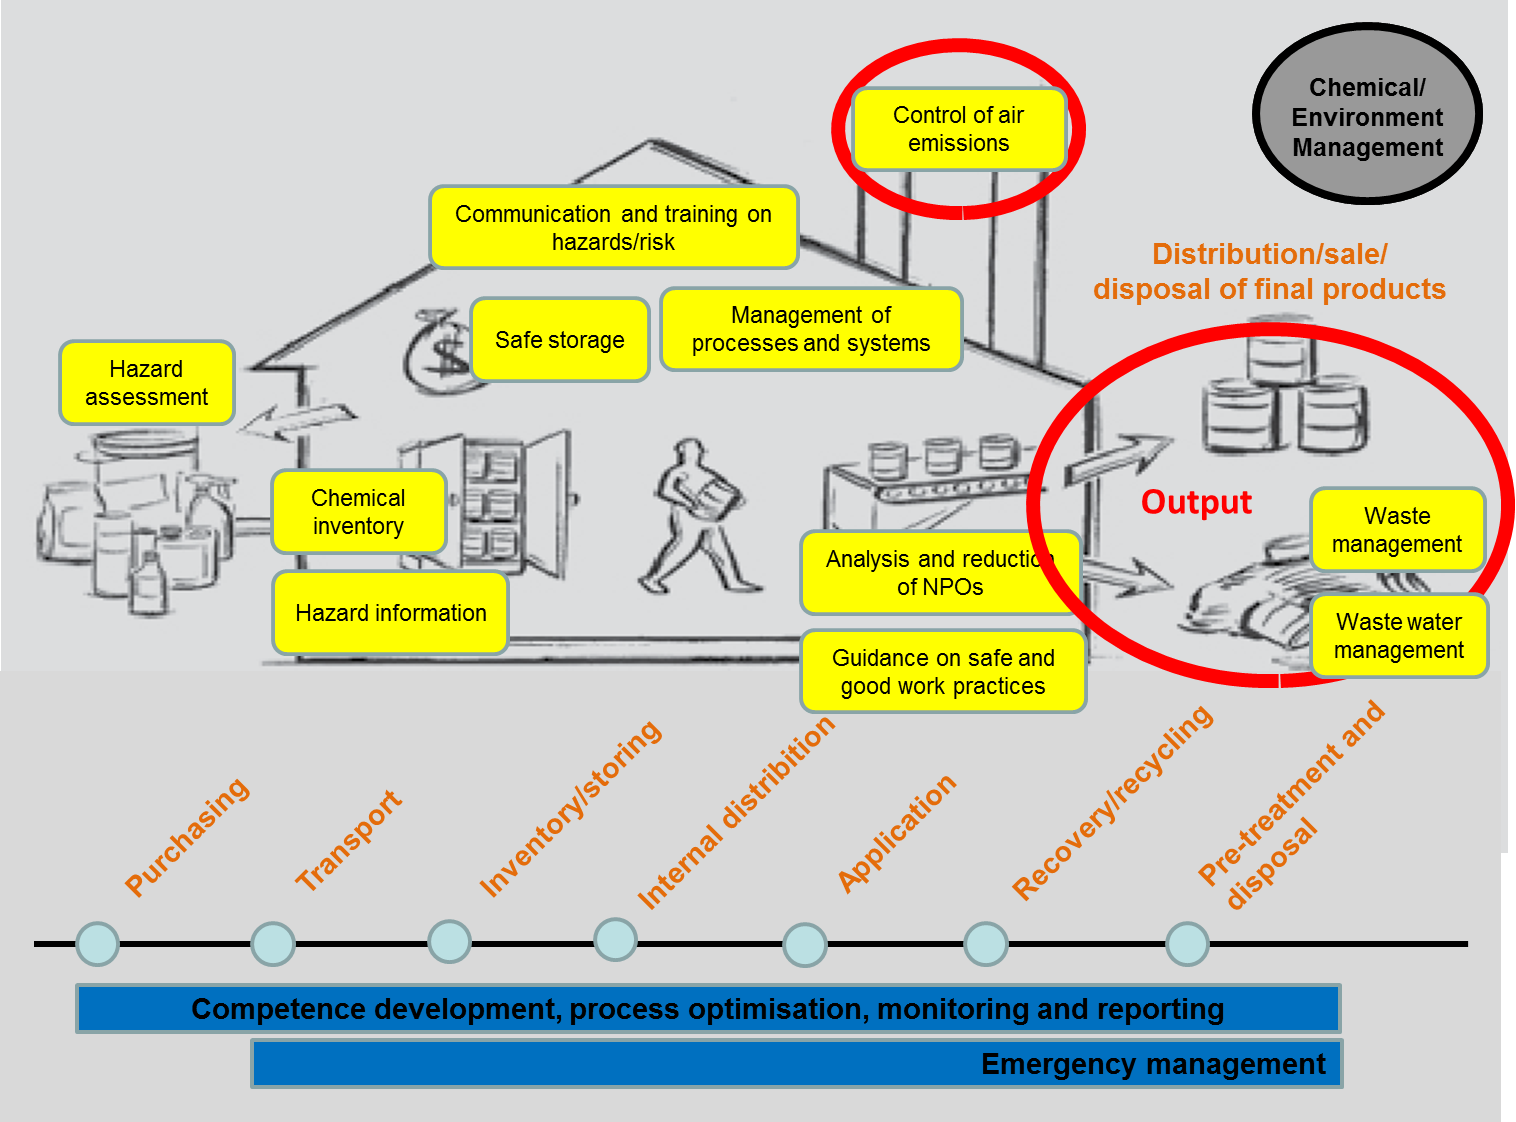 Chemical/
Environment
Management
Control of air
emissions
Communication and training on
hazards/risk
Distribution/sale/
disposal of final products
Safe storage
Management of
processes and systems
Hazard
assessment
$
Chemical
inventory
Output
Waste
management
Analysis and reduction
of NPOs
Hazard information
Waste water
management
Guidance on safe and
good work practices
Purchasing
Transport
Inventory/storing
Internal distribition
Application
Recovery/recycling
Pre-treatment and
disposal
Competence development, process optimisation, monitoring and reporting
Emergency management